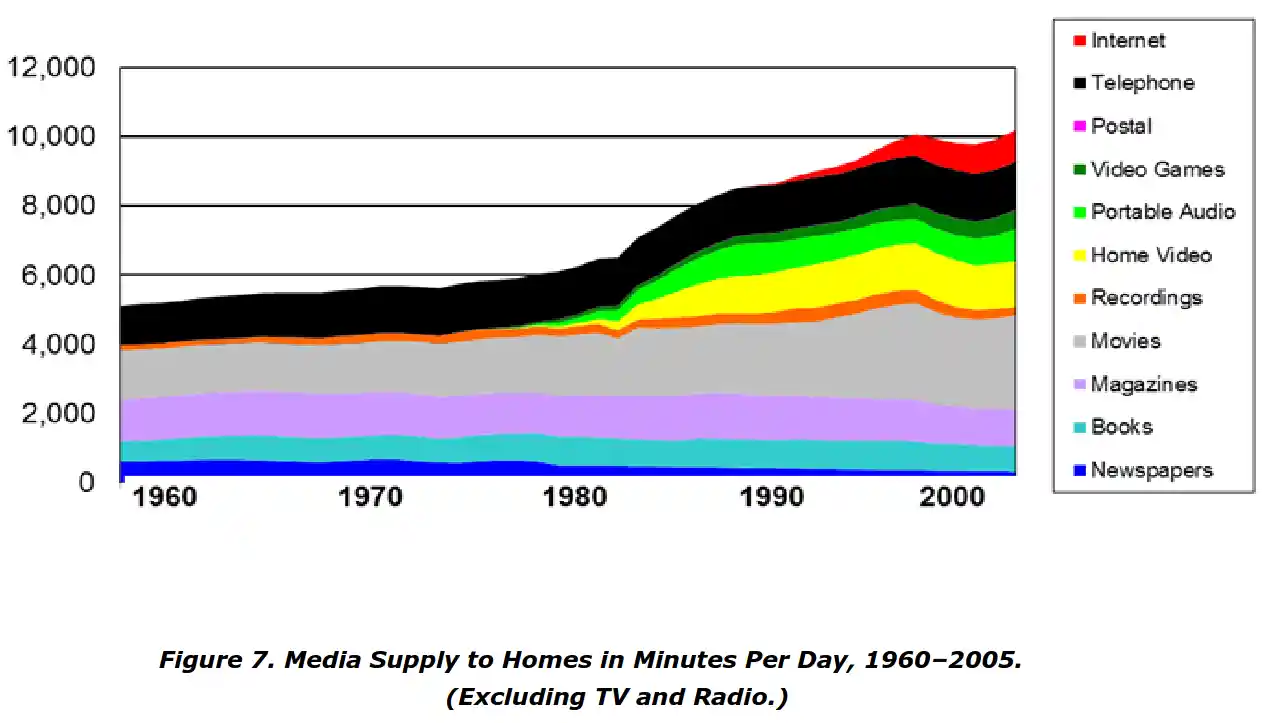 12,000
10,000
8,000
6,000
4,000
2,000
0
1960 1970 1980 1990 2000
Internet
Telephone
Postal
Video Games
Portable Audio
Home Video
Recordings
Movies
Magazines
Books
Newspapers
Figure 7. Media Supply to Homes in Minutes Per Day, 1960–2005.
(Excluding TV and Radio.)